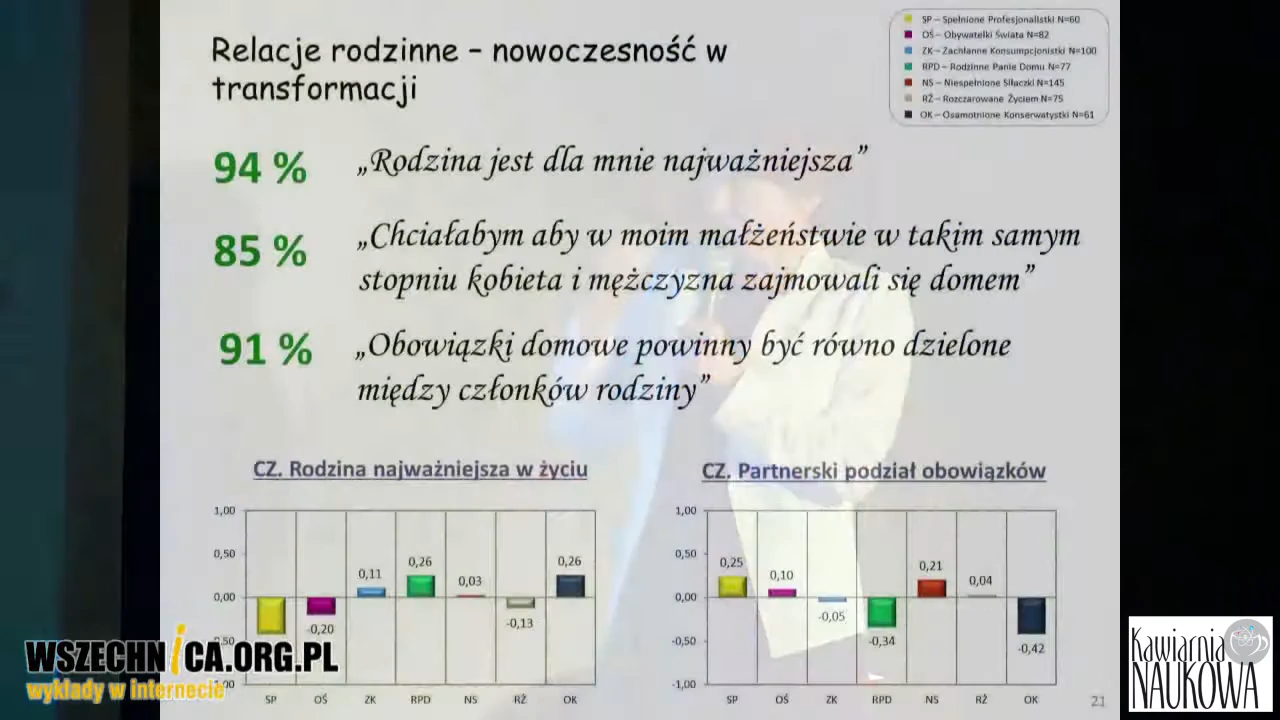 Relacje rodzinne – nowoczesność w
transformacji
SP – Spełnione Profesjonalistki N=60
OŚ – Obywatelki Świata N=82
ZK – Zachłanne Konsumpcjonistki N=100
RPD – Rodzinne Panie Domu N=77
NS – Niespełnione Siłaczki N=145
RŻ – Rozczarowane Życiem N=75
OK – Osamotnione Konserwatystki N=61
94 % „Rodzina jest dla mnie najważniejsza”
85 % „Chciałabym aby w moim małżeństwie w takim samym
stopniu kobieta i mężczyzna zajmowali się domem”
91 % „Obowiązki domowe powinny być równo dzielone
między członków rodziny”
CZ. Rodzina najważniejsza w życiu
1,00
0,50
0,00
0,11
0,26
0,03
0,26
-0,20
-0,13
SP OŚ ZK RPD NS RŻ OK
CZ. Partnerski podział obowiązków
1,00
0,50
0,00
-0,50
-1,00
0,25
0,10
-0,05
-0,34
0,21
0,04
-0,42
SP OŚ ZK RPD NS RŻ OK
21
WSZECHNICA.ORG.PL
wykłady w internecie
Kawiarnia
NAUKOWA